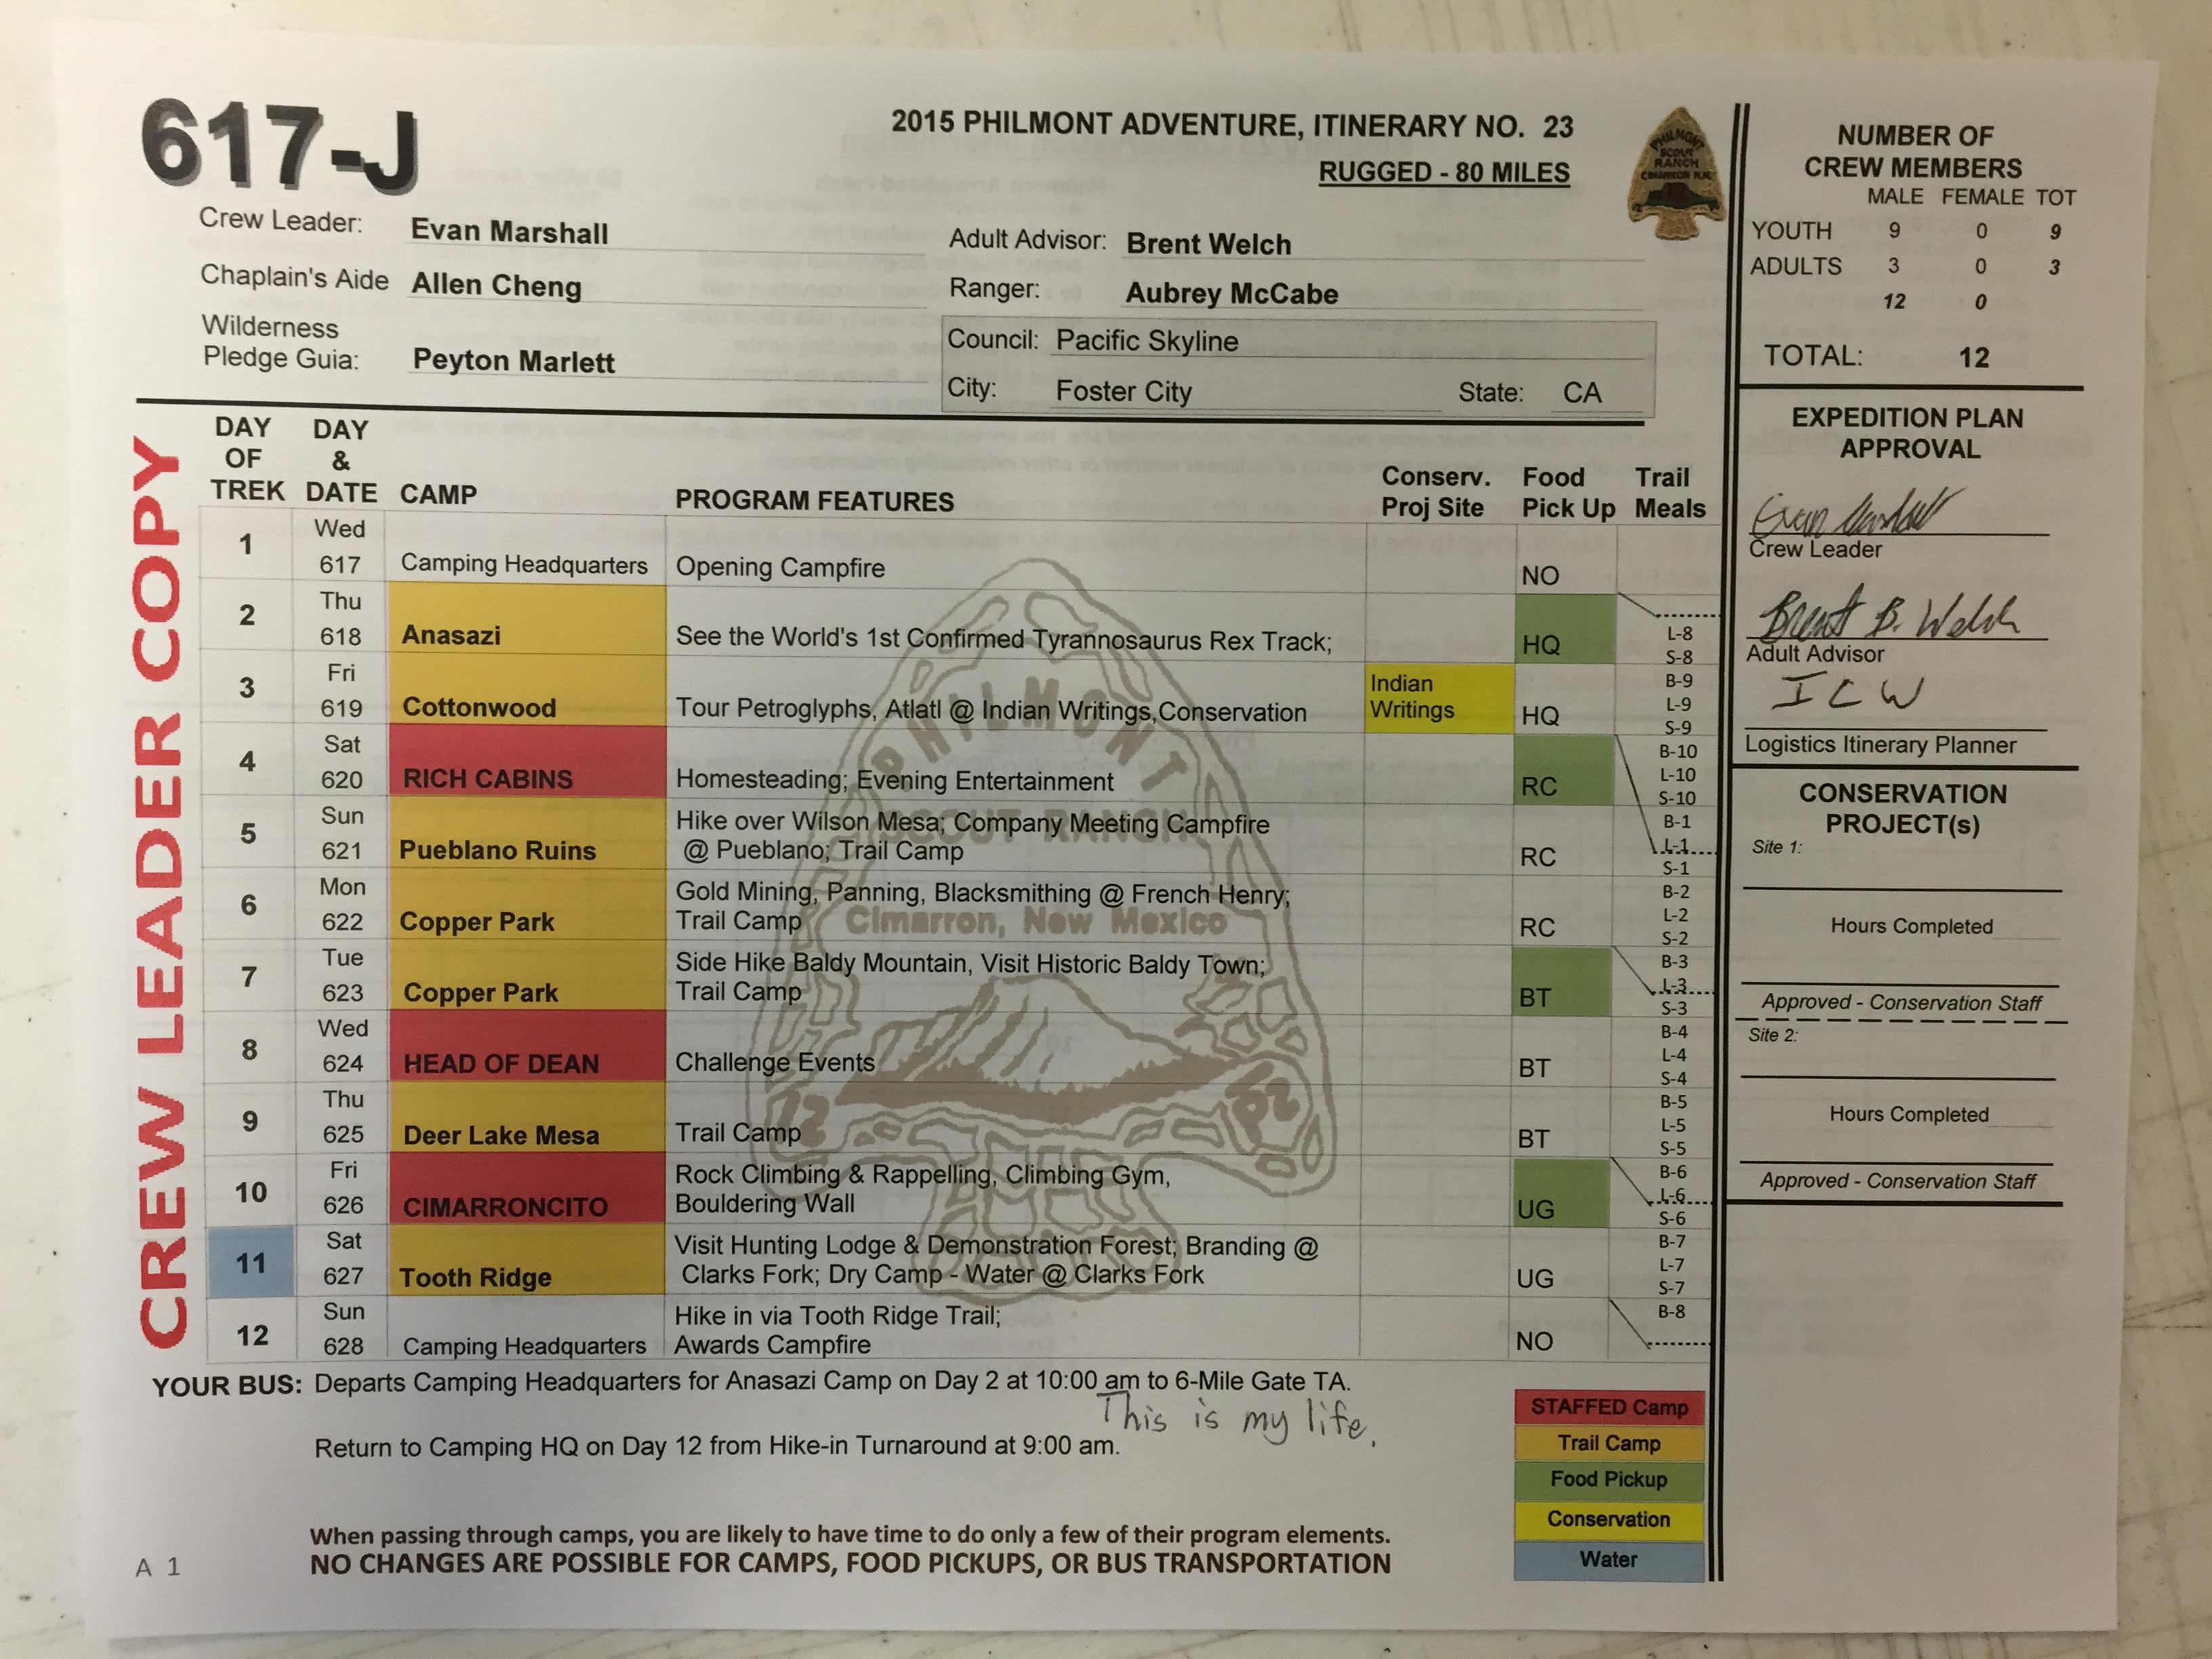 617-J
2015 PHILMONT ADVENTURE, ITINERARY NO. 23
RUGGED - 80 MILES
PHILMONT
SCOUT
RANCH
CIMARRON, N.M.
Crew Leader: Evan Marshall
Adult Advisor: Brent Welch
Chaplain's Aide Allen Cheng
Ranger: Aubrey McCabe
Wilderness
Pledge Guia: Peyton Marlett
Council: Pacific Skyline
City: Foster City State: CA
CREW LEADER COPY
DAY OF TREK DAY & DATE CAMP PROGRAM FEATURES Conserv. Proj Site Food Pick Up Trail Meals
1 Wed 617 Camping Headquarters Opening Campfire NO
2 Thu 618 Anasazi See the World's 1st Confirmed Tyrannosaurus Rex Track; HQ L-8 S-8
3 Fri 619 Cottonwood Tour Petroglyphs, Atlatl @ Indian Writings,Conservation Indian Writings HQ B-9 L-9 S-9
4 Sat 620 RICH CABINS Homesteading; Evening Entertainment RC B-10 L-10 S-10
5 Sun 621 Pueblano Ruins Hike over Wilson Mesa; Company Meeting Campfire @ Pueblano; Trail Camp RC B-1 L-1 S-1
6 Mon 622 Copper Park Gold Mining, Panning, Blacksmithing @ French Henry; Trail Camp RC B-2 L-2 S-2
7 Tue 623 Copper Park Side Hike Baldy Mountain, Visit Historic Baldy Town; Trail Camp BT B-3 L-3 S-3
8 Wed 624 HEAD OF DEAN Challenge Events BT B-4 L-4 S-4
9 Thu 625 Deer Lake Mesa Trail Camp BT B-5 L-5 S-5
10 Fri 626 CIMARRONCITO Rock Climbing & Rappelling, Climbing Gym, Bouldering Wall UG B-6 L-6 S-6
11 Sat 627 Tooth Ridge Visit Hunting Lodge & Demonstration Forest; Branding @ Clarks Fork; Dry Camp - Water @ Clarks Fork UG B-7 L-7 S-7
12 Sun 628 Camping Headquarters Hike in via Tooth Ridge Trail; Awards Campfire NO B-8
PHILMONT
SCOUT RANCH
Cimarron, New Mexico
YOUR BUS: Departs Camping Headquarters for Anasazi Camp on Day 2 at 10:00 am to 6-Mile Gate TA.
This is my life.
Return to Camping HQ on Day 12 from Hike-in Turnaround at 9:00 am.
When passing through camps, you are likely to have time to do only a few of their program elements.
NO CHANGES ARE POSSIBLE FOR CAMPS, FOOD PICKUPS, OR BUS TRANSPORTATION
A 1
STAFFED Camp
Trail Camp
Food Pickup
Conservation
Water
NUMBER OF
CREW MEMBERS
MALE FEMALE TOT
YOUTH 9 0 9
ADULTS 3 0 3
12 0
TOTAL: 12
EXPEDITION PLAN
APPROVAL
Evan Marshall
Crew Leader
Brent B. Welch
Adult Advisor
ICW
Logistics Itinerary Planner
CONSERVATION
PROJECT(s)
Site 1:
Hours Completed
Approved - Conservation Staff
Site 2:
Hours Completed
Approved - Conservation Staff